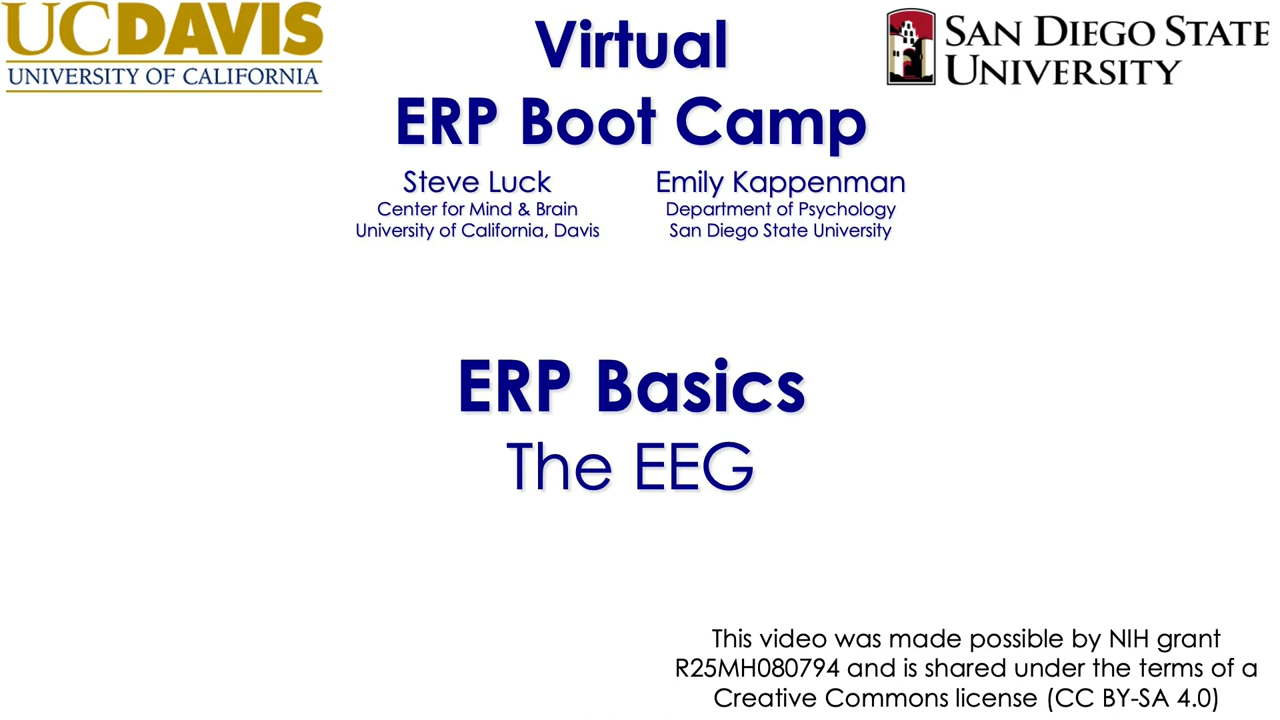 UCDAVIS
UNIVERSITY OF CALIFORNIA
SAN DIEGO STATE
UNIVERSITY
Virtual
ERP Boot Camp
Steve Luck
Center for Mind & Brain
University of California, Davis
Emily Kappenman
Department of Psychology
San Diego State University
ERP Basics
The EEG
This video was made possible by NIH grant
R25MH080794 and is shared under the terms of a
Creative Commons license (CC BY-SA 4.0)